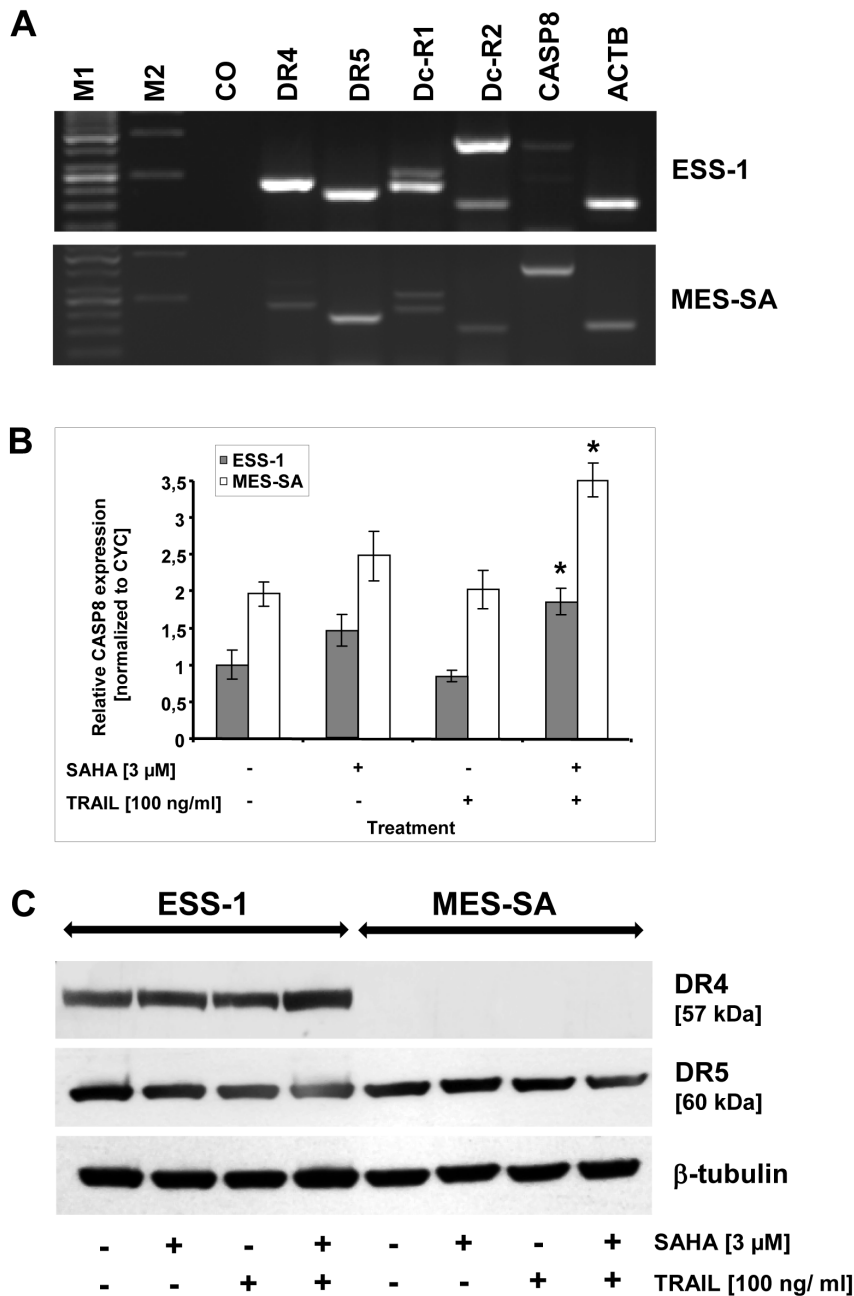 A
M1 M2 CO DR4 DR5 Dc-R1 Dc-R2 CASP8 ACTB
ESS-1
MES-SA
B
ESS-1
MES-SA
Relative CASP8 expression
[normalized to CYC]
3,5
3
2,5
2
1,5
1
0,5
0
*
*
SAHA [3 µM] - + - +
TRAIL [100 ng/ml] - - + +
Treatment
C
ESS-1 MES-SA
DR4
[57 kDa]
DR5
[60 kDa]
β-tubulin
- + - + - + - + SAHA [3 µM]
- - + + - - + + TRAIL [100 ng/ ml]